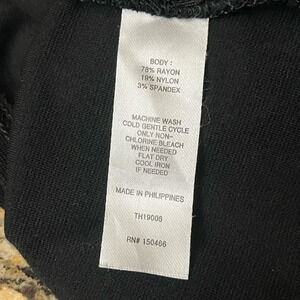 BODY :
78% RAYON
19% NYLON
3% SPANDEX
MACHINE WASH
COLD GENTLE CYCLE
ONLY NON-
CHLORINE BLEACH
WHEN NEEDED
FLAT DRY
COOL IRON
IF NEEDED
MADE IN PHILIPPINES
TH19006
RN# 150466